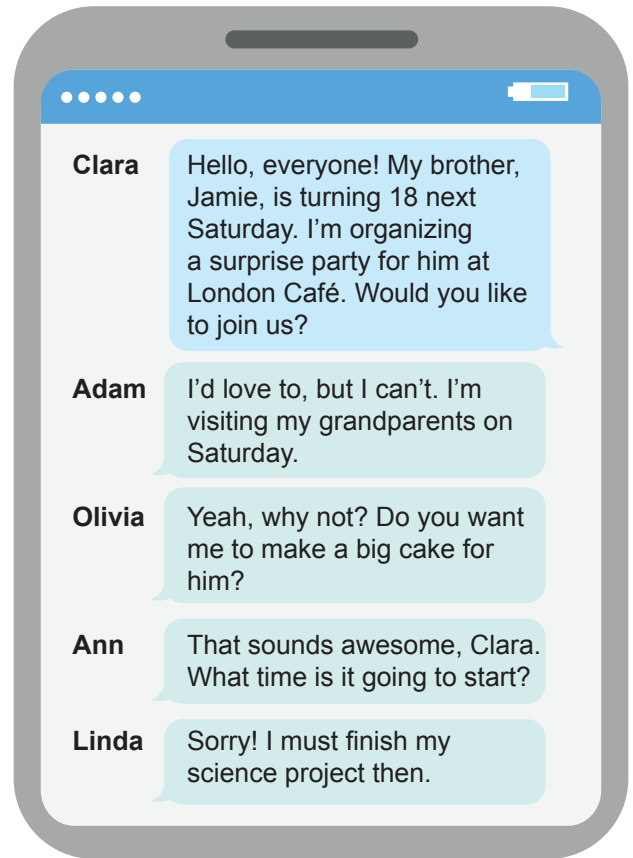 Clara
Hello, everyone! My brother,
Jamie, is turning 18 next
Saturday. I’m organizing
a surprise party for him at
London Café. Would you like
to join us?
Adam
I’d love to, but I can’t. I’m
visiting my grandparents on
Saturday.
Olivia
Yeah, why not? Do you want
me to make a big cake for
him?
Ann
That sounds awesome, Clara.
What time is it going to start?
Linda
Sorry! I must finish my
science project then.